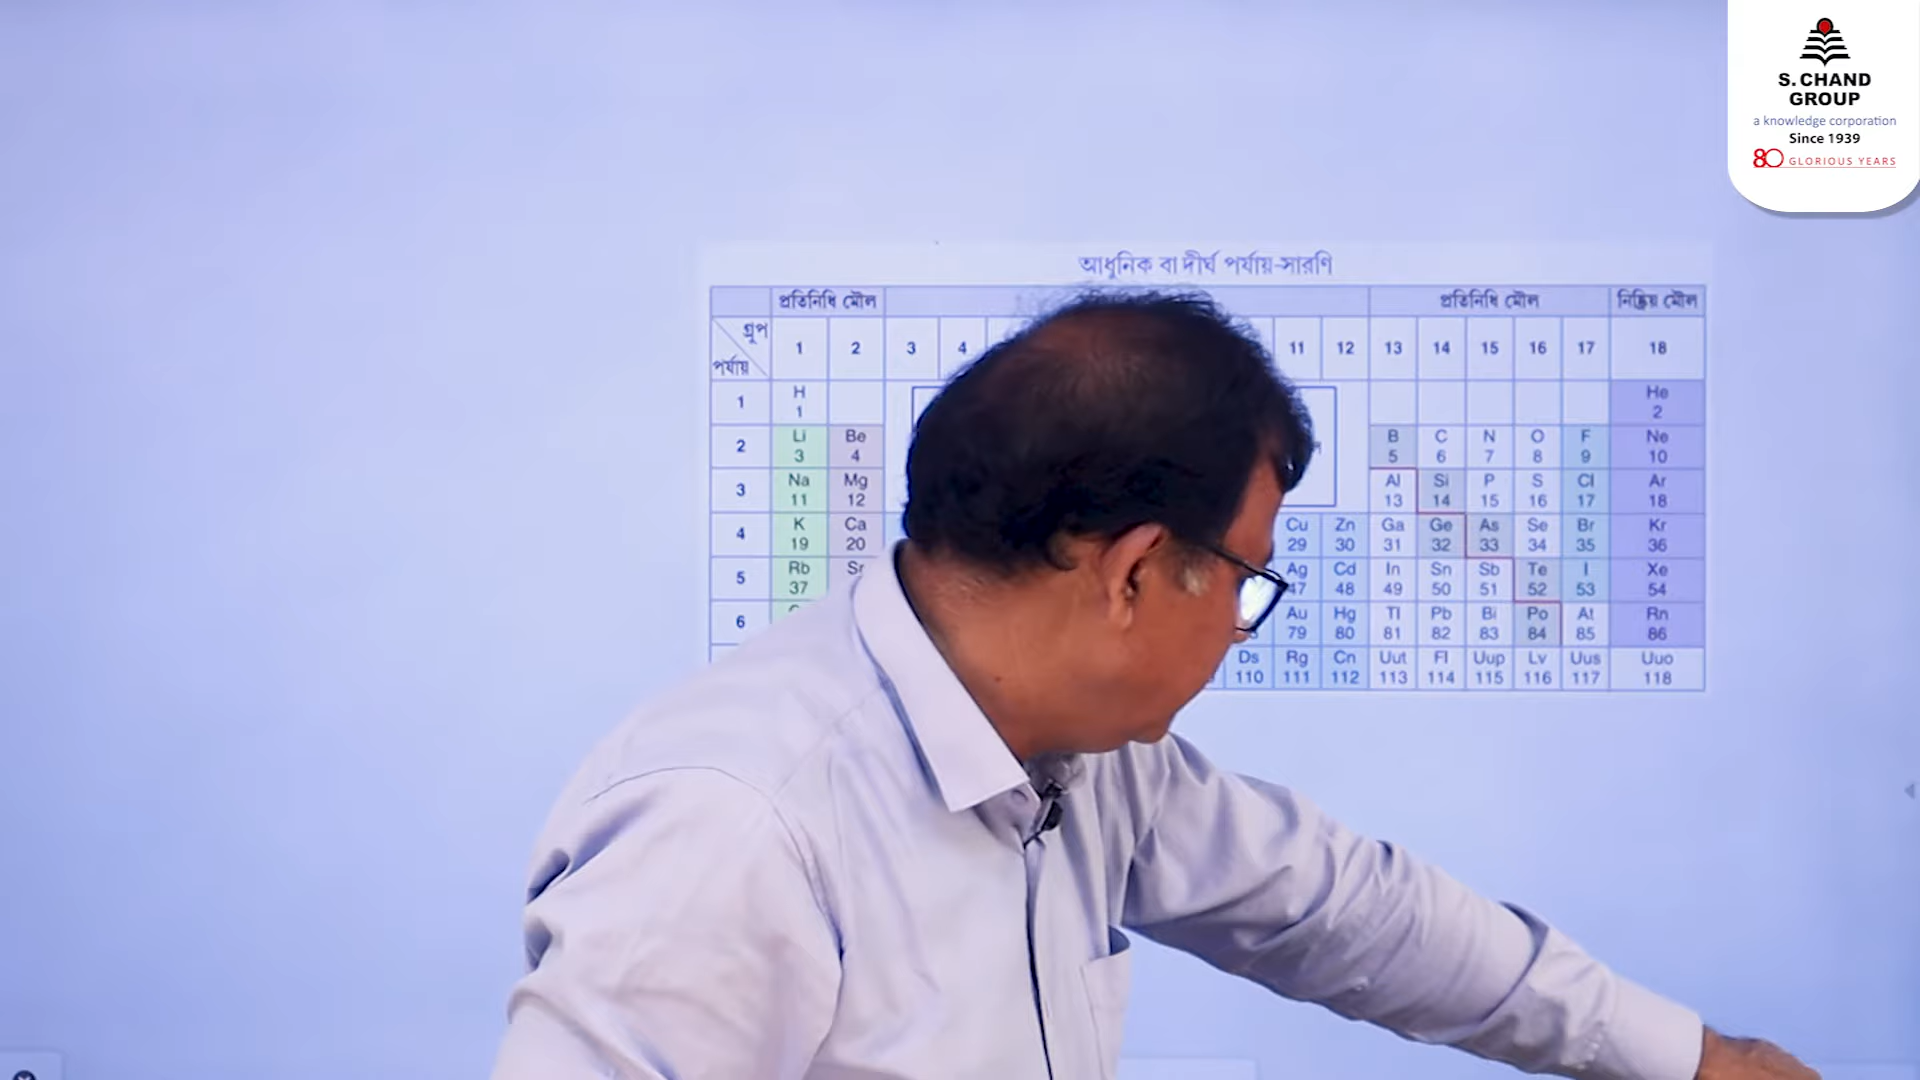 S. CHAND
GROUP
a knowledge corporation
Since 1939
80 GLORIOUS YEARS
আধুনিক বা দীর্ঘ পর্যায়-সারণি
প্রতিনিধি মৌল প্রতিনিধি মৌল নিষ্ক্রিয় মৌল
গ্রুপ
পর্যায়
1 2 3 4 11 12 13 14 15 16 17 18
1 H He
1 2
2 Li Be B C N O F Ne
3 4 5 6 7 8 9 10
3 Na Mg Al Si P S Cl Ar
11 12 13 14 15 16 17 18
4 K Ca Cu Zn Ga Ge As Se Br Kr
19 20 29 30 31 32 33 34 35 36
5 Rb Sr Ag Cd In Sn Sb Te I Xe
37 47 48 49 50 51 52 53 54
6 Au Hg Tl Pb Bi Po At Rn
79 80 81 82 83 84 85 86
Ds Rg Cn Uut Fl Uup Lv Uus Uuo
110 111 112 113 114 115 116 117 118